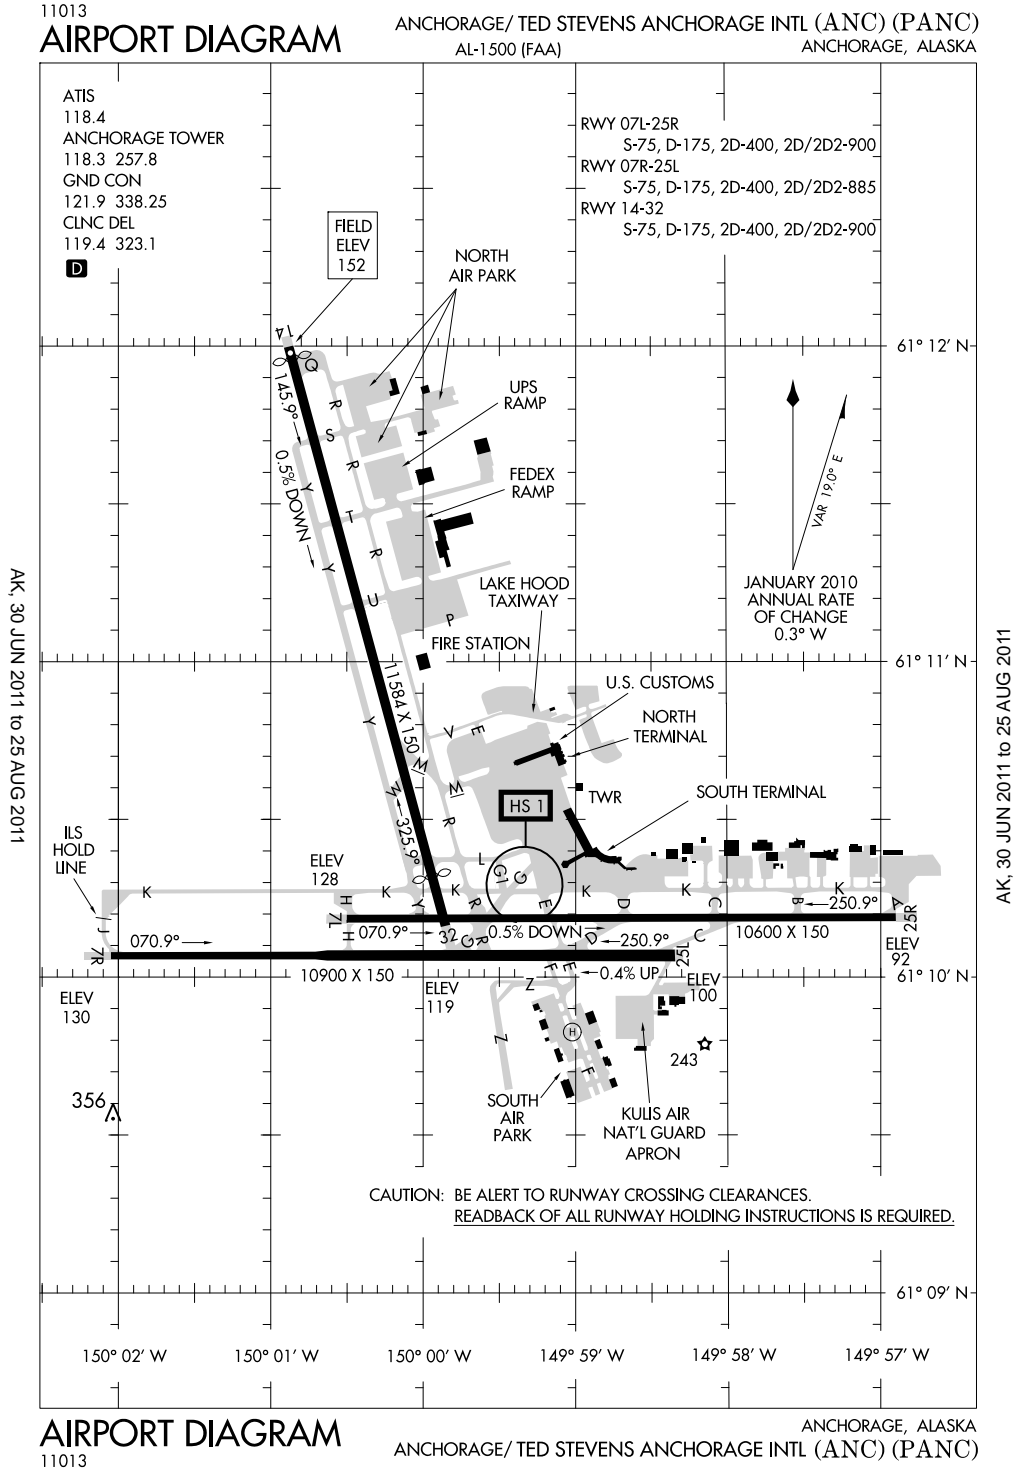 11013
AIRPORT DIAGRAM
ANCHORAGE/ TED STEVENS ANCHORAGE INTL (ANC) (PANC)
AL-1500 (FAA)
ANCHORAGE, ALASKA
ATIS
118.4
ANCHORAGE TOWER
118.3 257.8
GND CON
121.9 338.25
CLNC DEL
119.4 323.1
D
RWY 07L-25R
S-75, D-175, 2D-400, 2D/2D2-900
RWY 07R-25L
S-75, D-175, 2D-400, 2D/2D2-885
RWY 14-32
S-75, D-175, 2D-400, 2D/2D2-900
FIELD
ELEV
152
NORTH
AIR PARK
14
61° 12' N
Q
145.9°
R
UPS
RAMP
S
0.5% DOWN
R
FEDEX
RAMP
VAR 19.0° E
Y
T
Y
R
JANUARY 2010
ANNUAL RATE
OF CHANGE
0.3° W
LAKE HOOD
TAXIWAY
U
P
FIRE STATION
61° 11' N
11584 X 150
U.S. CUSTOMS
Y
NORTH
TERMINAL
V
E
W
W
W
TWR
SOUTH TERMINAL
HS 1
325.9°
R
ILS
HOLD
LINE
ELEV
128
L
G1
G
K
K
K
K
K
K
H
7L
H
Y
R
E
D
C
B
A
250.9°
25R
J
J
7R
070.9°
070.9°
32
G
R
0.5% DOWN
D
250.9°
25L
C
10600 X 150
ELEV
92
10900 X 150
F
E
0.4% UP
61° 10' N
ELEV
130
ELEV
119
Z
ELEV
100
Z
H
243
F
356
SOUTH
AIR
PARK
KULIS AIR
NAT'L GUARD
APRON
CAUTION: BE ALERT TO RUNWAY CROSSING CLEARANCES.
READBACK OF ALL RUNWAY HOLDING INSTRUCTIONS IS REQUIRED.
61° 09' N
150° 02' W
150° 01' W
150° 00' W
149° 59' W
149° 58' W
149° 57' W
AK, 30 JUN 2011 to 25 AUG 2011
AK, 30 JUN 2011 to 25 AUG 2011
AIRPORT DIAGRAM
11013
ANCHORAGE, ALASKA
ANCHORAGE/ TED STEVENS ANCHORAGE INTL (ANC) (PANC)